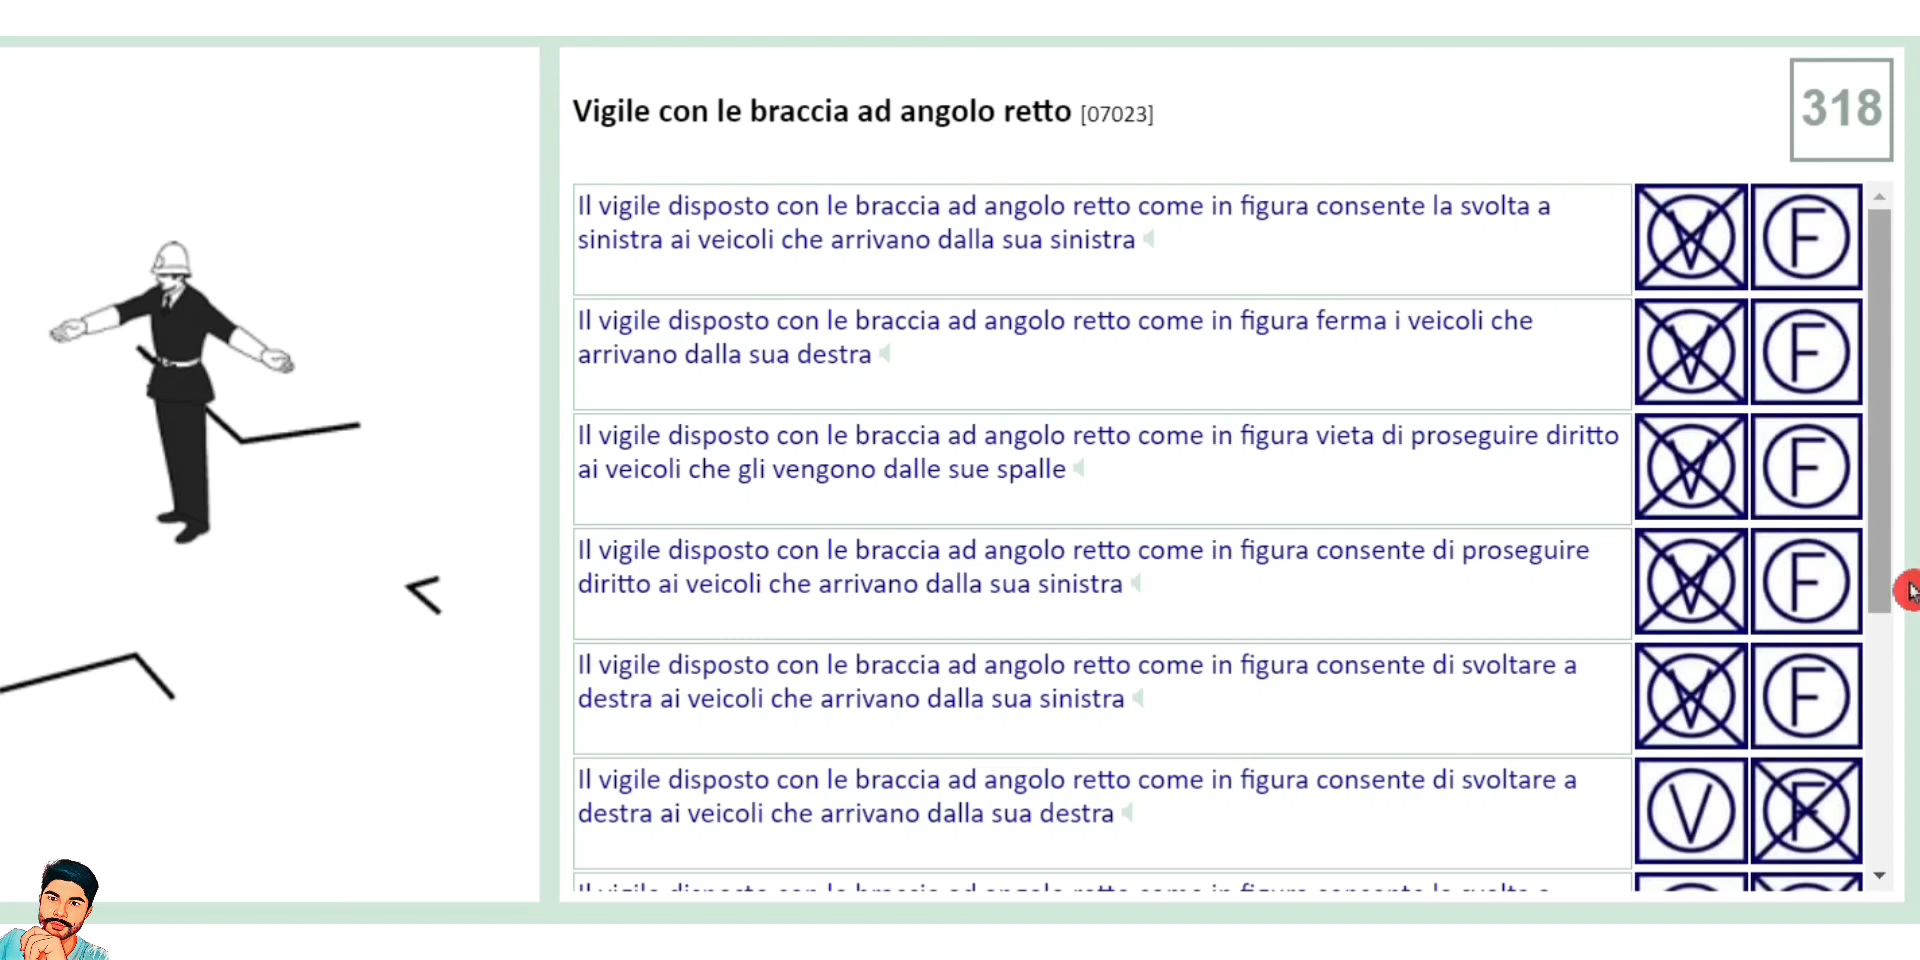 Vigile con le braccia ad angolo retto [07023]
318
Il vigile disposto con le braccia ad angolo retto come in figura consente la svolta a
sinistra ai veicoli che arrivano dalla sua sinistra
V F
Il vigile disposto con le braccia ad angolo retto come in figura ferma i veicoli che
arrivano dalla sua destra
V F
Il vigile disposto con le braccia ad angolo retto come in figura vieta di proseguire diritto
ai veicoli che gli vengono dalle sue spalle
V F
Il vigile disposto con le braccia ad angolo retto come in figura consente di proseguire
diritto ai veicoli che arrivano dalla sua sinistra
V F
Il vigile disposto con le braccia ad angolo retto come in figura consente di svoltare a
destra ai veicoli che arrivano dalla sua sinistra
V F
Il vigile disposto con le braccia ad angolo retto come in figura consente di svoltare a
destra ai veicoli che arrivano dalla sua destra
V F